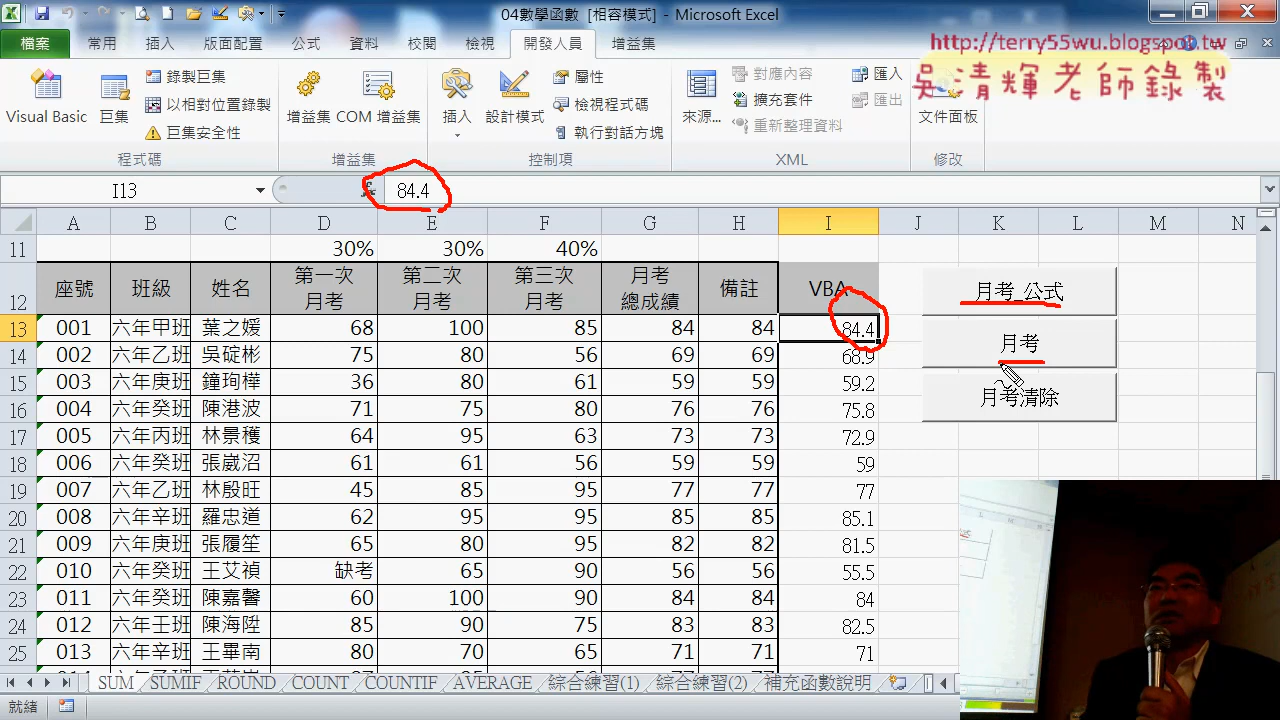 04數學函數 [相容模式] - Microsoft Excel
檔案 常用 插入 版面配置 公式 資料 校閱 檢視 開發人員 增益集
http://terry55wu.blogspot.tw
吳清輝老師錄製
Visual Basic 巨集 錄製巨集 以相對位置錄製 巨集安全性 程式碼
增益集 COM 增益集 增益集
插入 設計模式 屬性 檢視程式碼 執行對話方塊 控制項
來源... 對應內容 擴充套件 重新整理資料 匯入 匯出 XML
文件面板 修改
I13 84.4
A B C D E F G H I J K L M N
11 30% 30% 40%
12 座號 班級 姓名 第一次月考 第二次月考 第三次月考 月考總成績 備註 VBA
13 001 六年甲班 葉之媛 68 100 85 84 84 84.4
14 002 六年乙班 吳碇彬 75 80 56 69 69 68.9
15 003 六年庚班 鐘珣樺 36 80 61 59 59 59.2
16 004 六年癸班 陳港波 71 75 80 76 76 75.8
17 005 六年丙班 林景穫 64 95 63 73 73 72.9
18 006 六年癸班 張崴沼 61 61 56 59 59 59
19 007 六年乙班 林殷旺 45 85 95 77 77 77
20 008 六年辛班 羅忠道 62 95 95 85 85 85.1
21 009 六年庚班 張履笙 65 80 95 82 82 81.5
22 010 六年癸班 王艾禎 缺考 65 90 56 56 55.5
23 011 六年癸班 陳嘉馨 60 100 90 84 84 84
24 012 六年壬班 陳海陞 85 90 75 83 83 82.5
25 013 六年辛班 王畢南 80 70 65 71 71 71
月考_公式
月考
月考清除
SUM SUMIF ROUND COUNT COUNTIF AVERAGE 綜合練習(1) 綜合練習(2) 補充函數說明
就緒